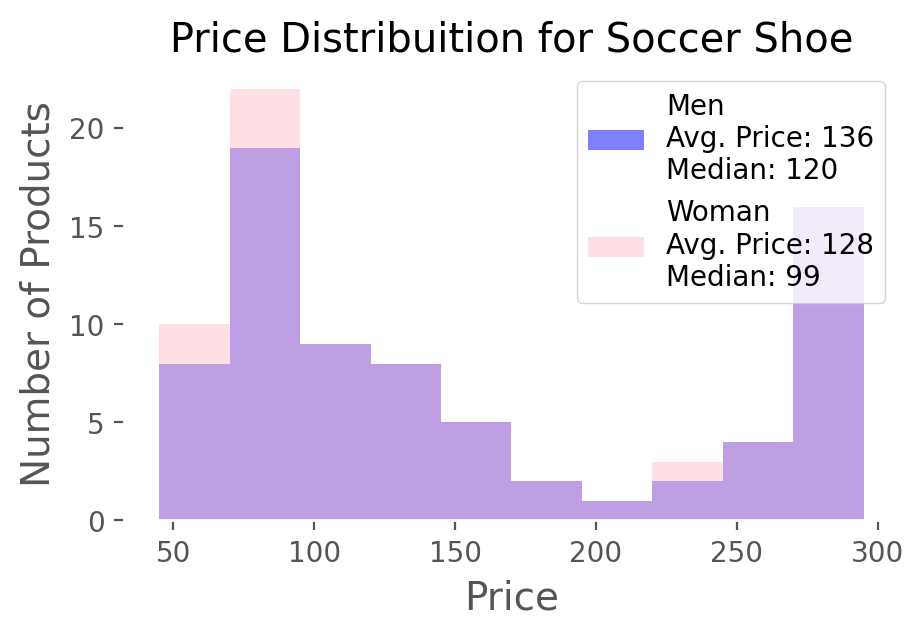 Price Distribuition for Soccer Shoe
Men
Avg. Price: 136
Median: 120
Woman
Avg. Price: 128
Median: 99
Number of Products
20
15
10
5
0
50 100 150 200 250 300
Price